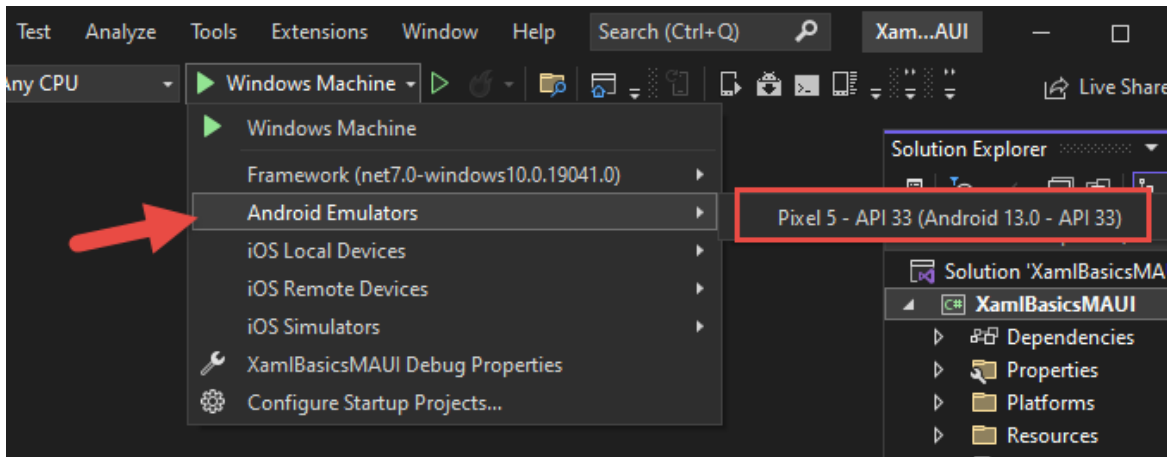 Test Analyze Tools Extensions Window Help Search (Ctrl+Q) Xam...AUI
Any CPU Windows Machine Live Share
Windows Machine
Framework (net7.0-windows10.0.19041.0)
Android Emulators
iOS Local Devices
iOS Remote Devices
iOS Simulators
XamlBasicsMAUI Debug Properties
Configure Startup Projects...
Solution Explorer
Pixel 5 - API 33 (Android 13.0 - API 33)
Solution 'XamlBasicsMA
C# XamlBasicsMAUI
Dependencies
Properties
Platforms
Resources